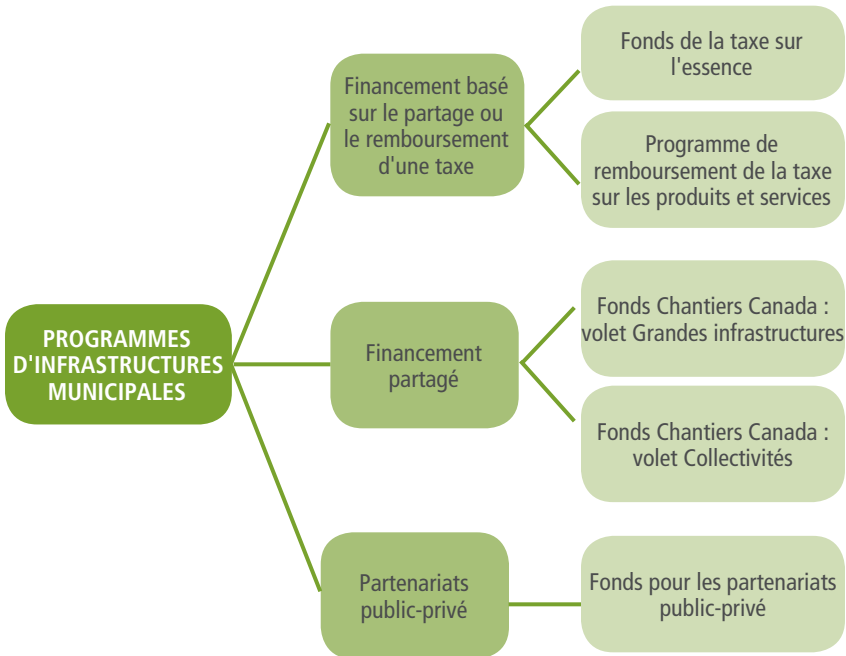 PROGRAMMES
D'INFRASTRUCTURES
MUNICIPALES
Financement basé
sur le partage ou
le remboursement
d'une taxe
Fonds de la taxe sur
l'essence
Programme de
remboursement de la taxe
sur les produits et services
Financement
partagé
Fonds Chantiers Canada :
volet Grandes infrastructures
Fonds Chantiers Canada :
volet Collectivités
Partenariats
public-privé
Fonds pour les partenariats
public-privé